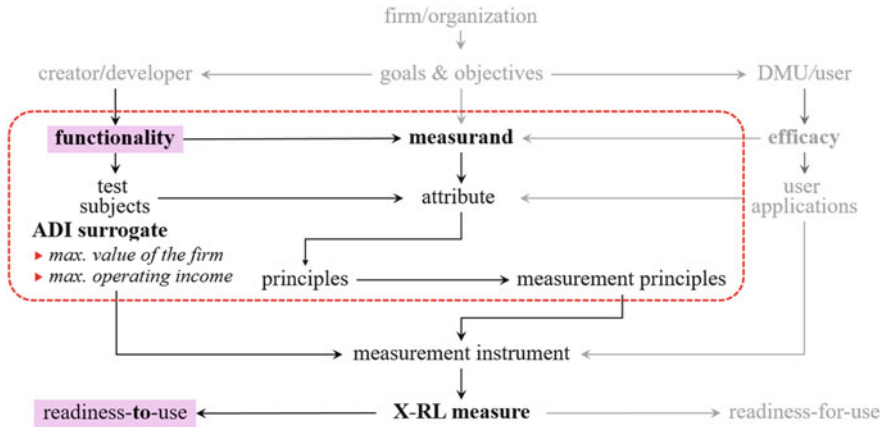 firm/organization
creator/developer
goals & objectives
DMU/user
functionality
measurand
efficacy
test
subjects
attribute
user
applications
ADI surrogate
max. value of the firm
max. operating income
principles
measurement principles
measurement instrument
readiness-to-use
X-RL measure
readiness-for-use